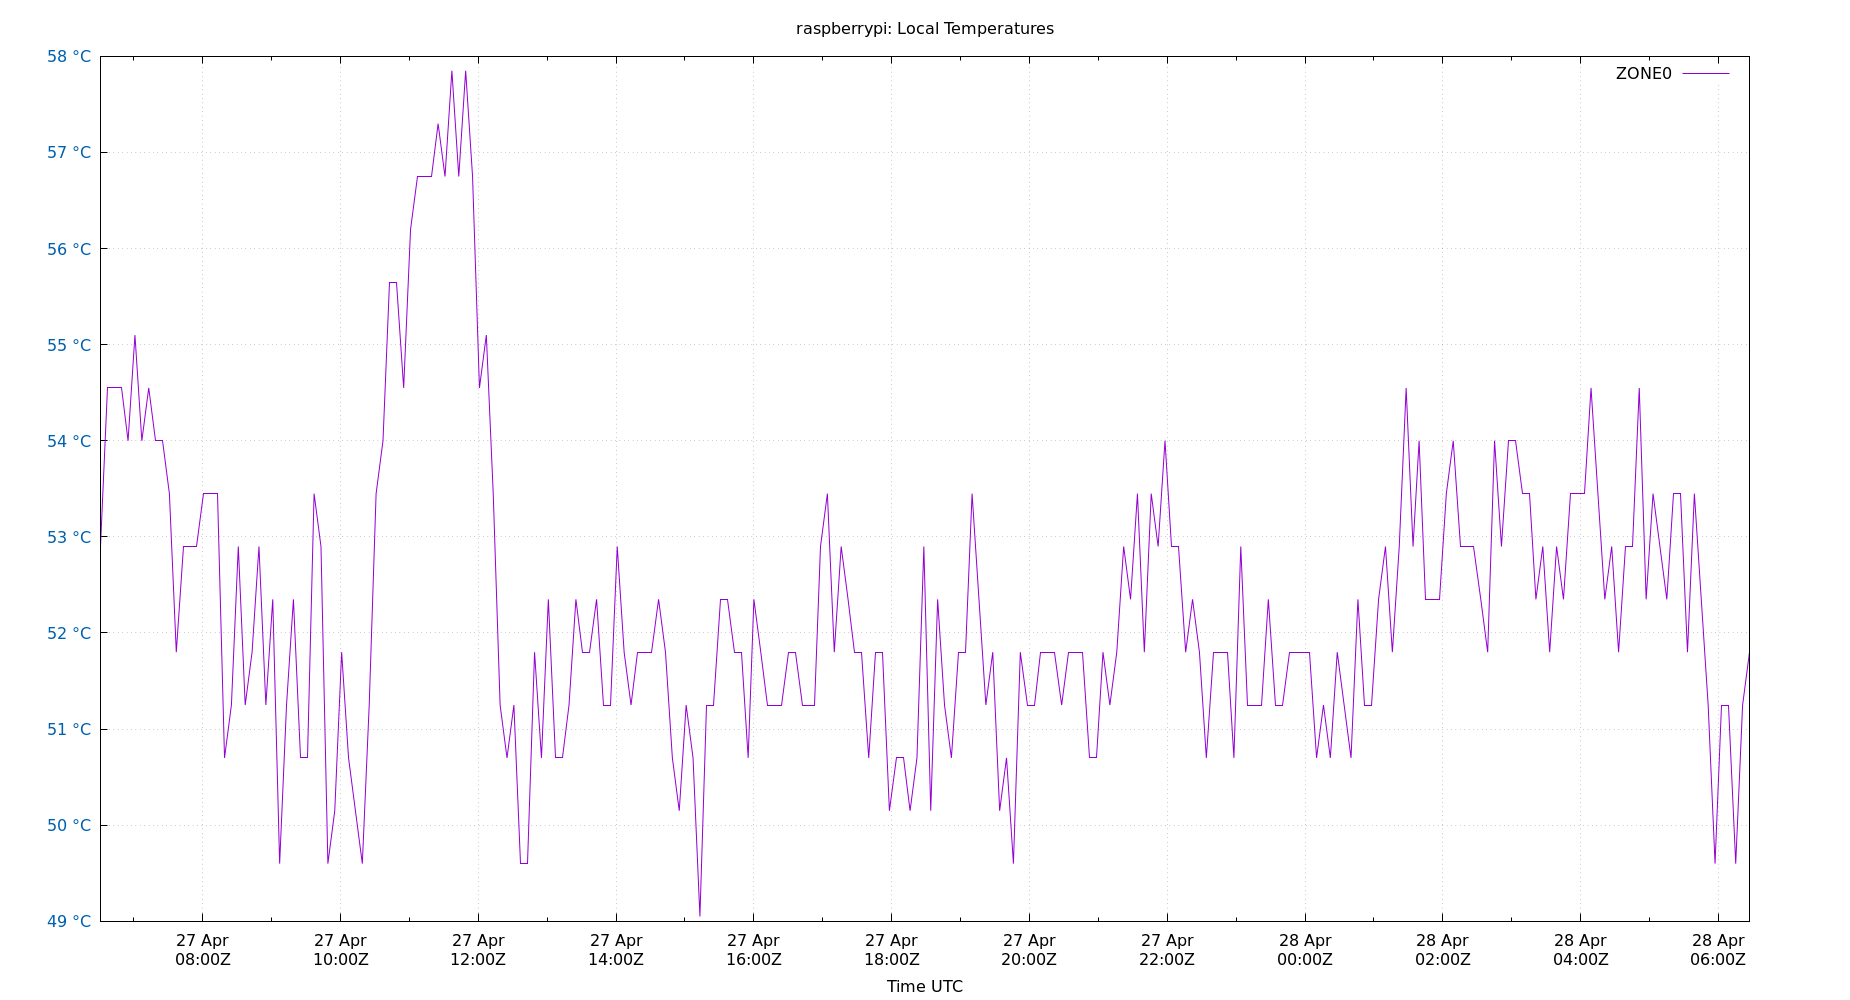 raspberrypi: Local Temperatures
58 °C
ZONE0
57 °C
56 °C
55 °C
54 °C
53 °C
52 °C
51 °C
50 °C
49 °C
27 Apr 27 Apr 27 Apr 27 Apr 27 Apr 27 Apr 27 Apr 27 Apr 28 Apr 28 Apr 28 Apr 28 Apr
08:00Z 10:00Z 12:00Z 14:00Z 16:00Z 18:00Z 20:00Z 22:00Z 00:00Z 02:00Z 04:00Z 06:00Z
Time UTC